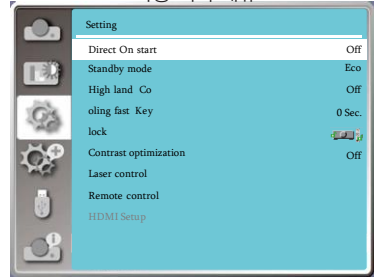 Setting
Direct On start Off
Standby mode Eco
High land Co Off
oling fast Key 0 Sec.
lock
Contrast optimization Off
Laser control
Remote control
HDMI Setup